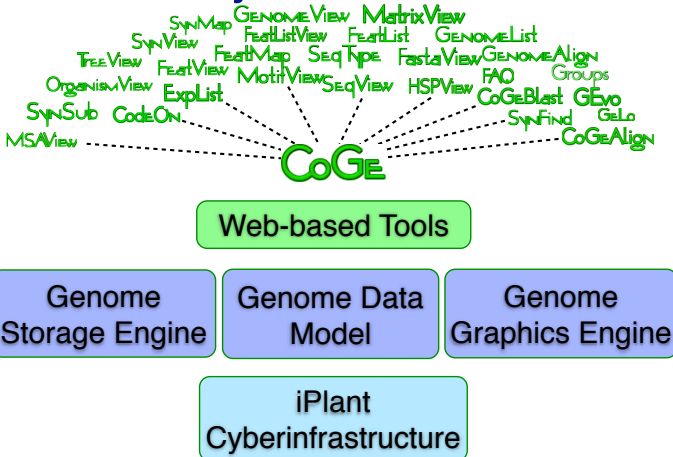 GenomeView MatrixView
SynMap
FeatListView FeatList GenomeList
SynView
FeatMap SeqType FastaView GenomeAlign
TreeView FeatView MotifView SeqView HSPView FAQ Groups
OrganismView ExpList CoGeBlast GEvo
SynSub CodeOn SynFind GeLo
MSAView CoGeAlign
CoGe
Web-based Tools
Genome
Storage Engine
Genome Data
Model
Genome
Graphics Engine
iPlant
Cyberinfrastructure